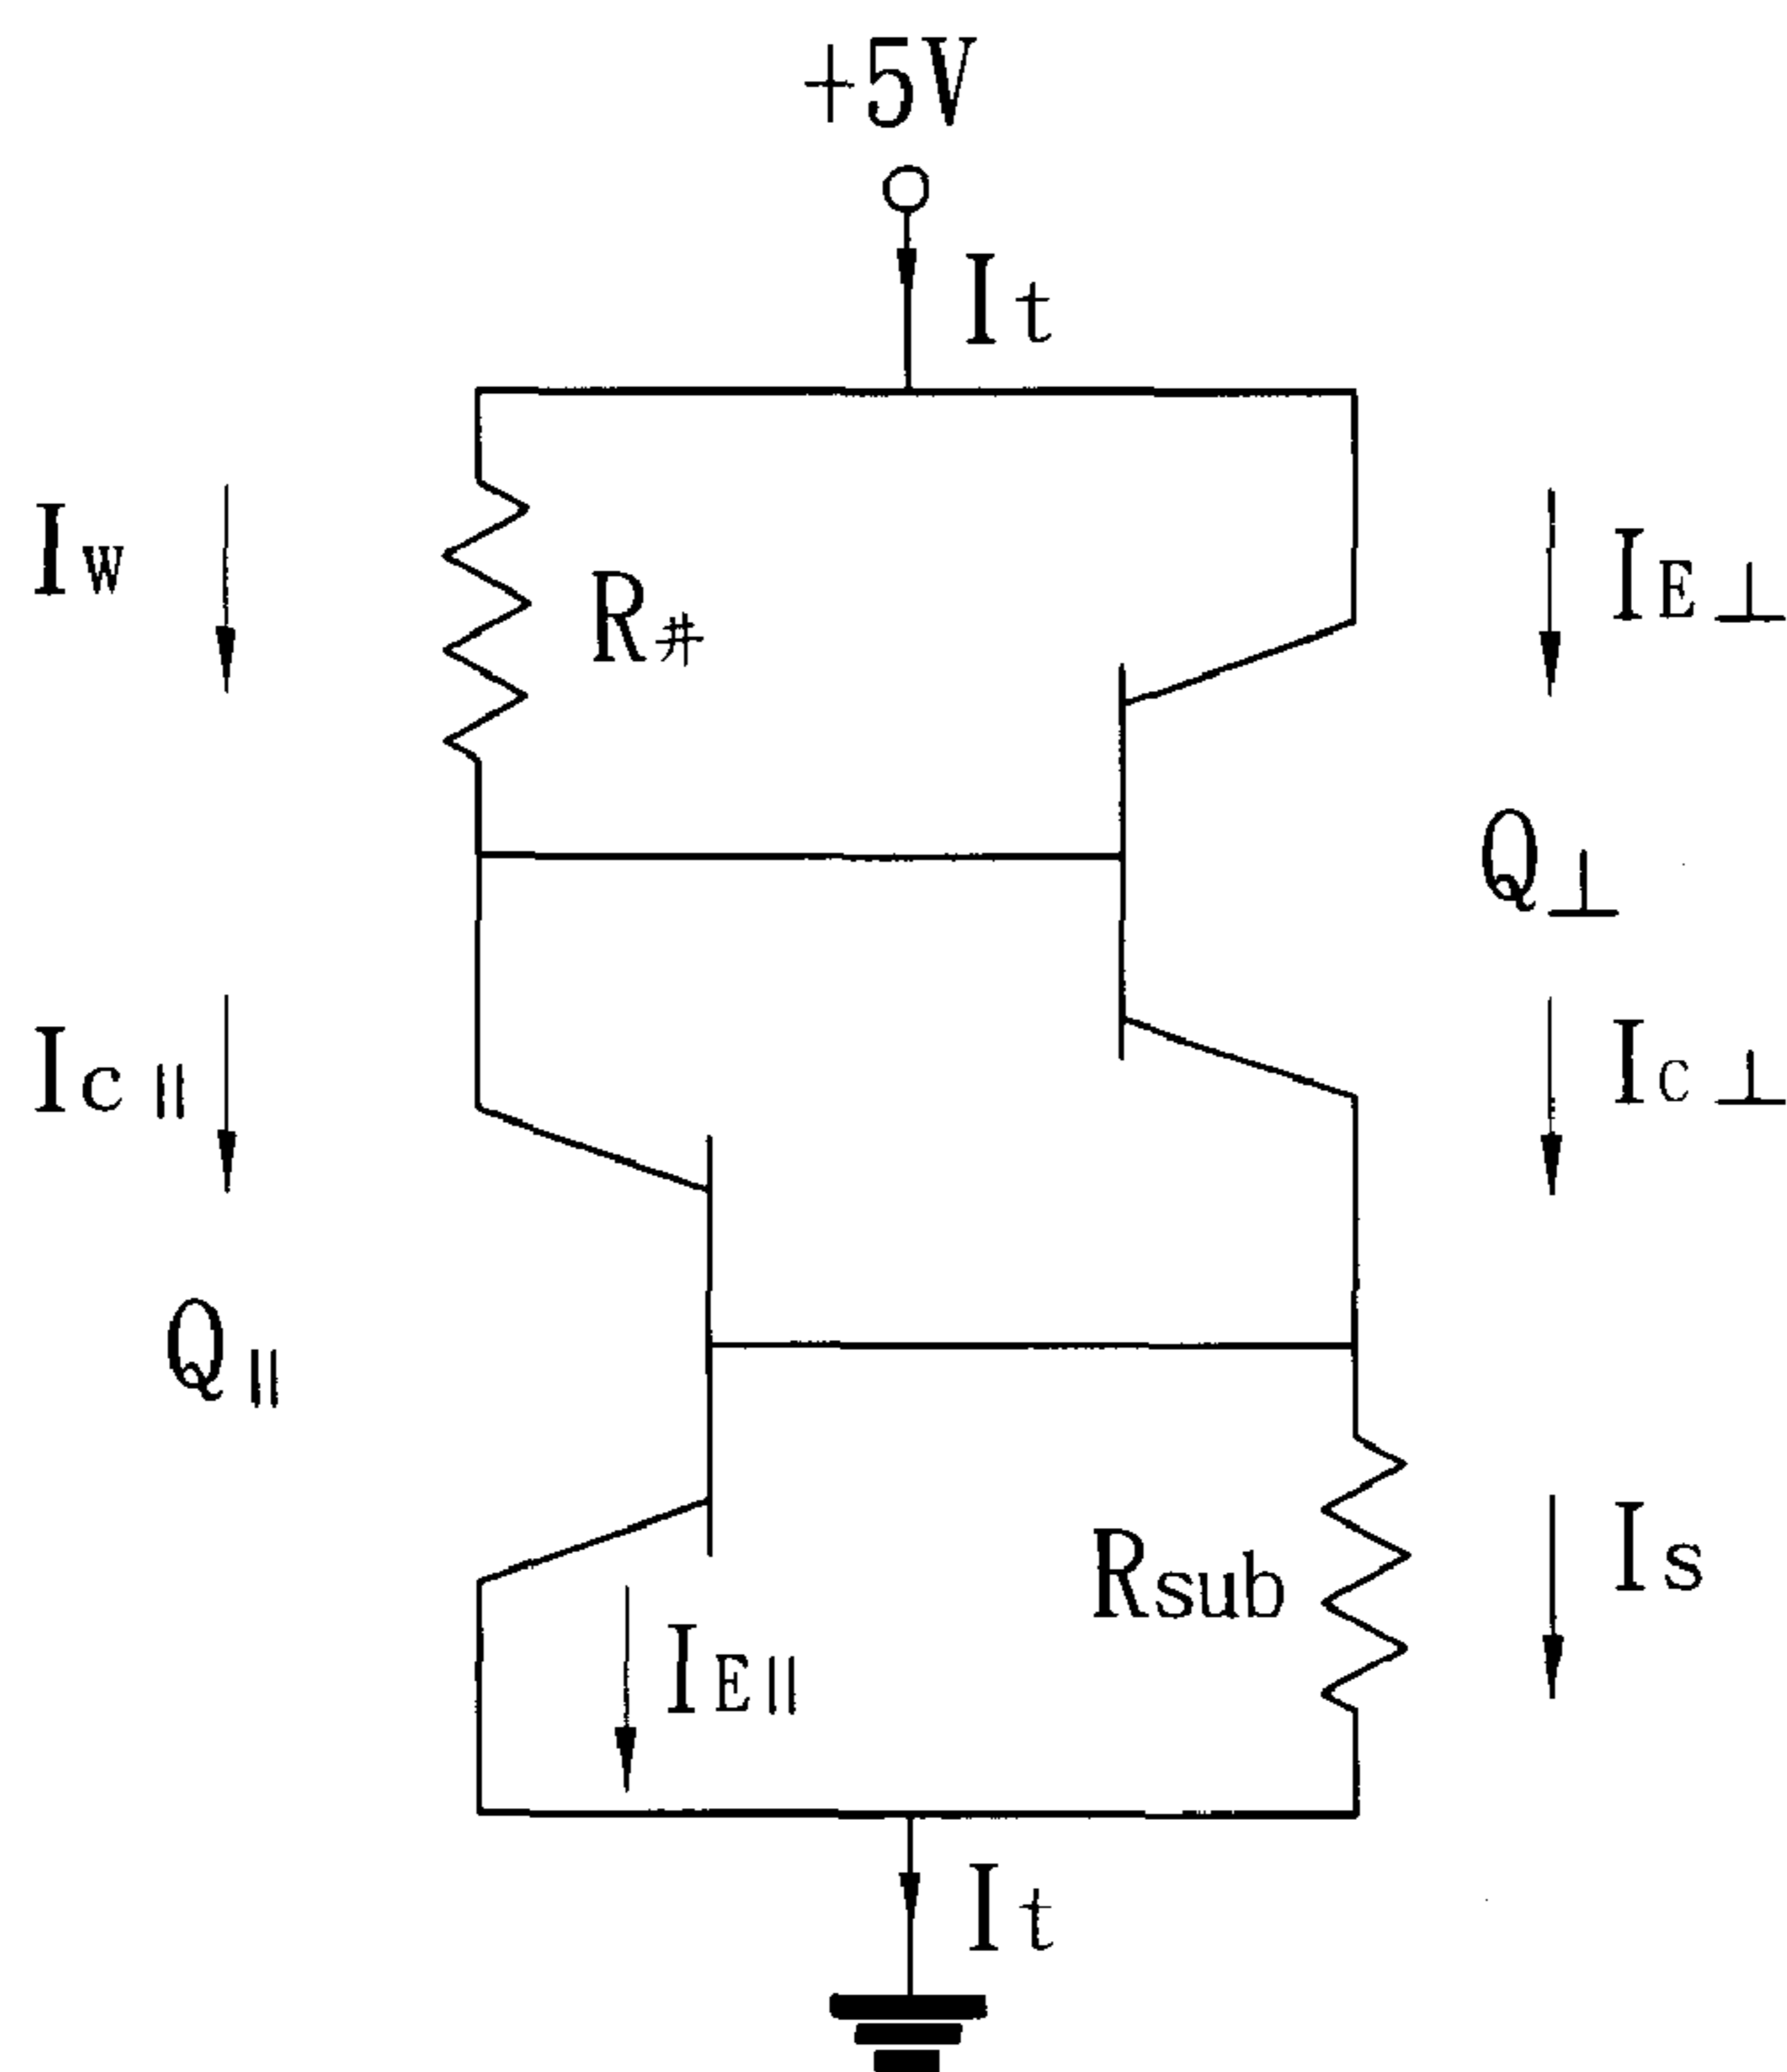 +5V
It
Iw
R井
IE⊥
Q⊥
Ic∥
Ic⊥
Q∥
Rsub
Is
IE∥
It